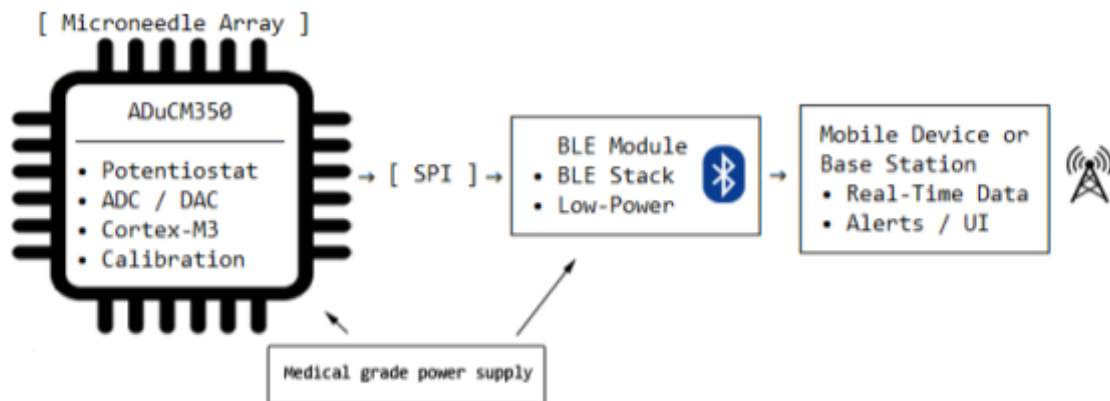 [ Microneedle Array ]
ADuCM350
• Potentiostat
• ADC / DAC
• Cortex-M3
• Calibration
→ [ SPI ] →
BLE Module
• BLE Stack
• Low-Power
→
Mobile Device or
Base Station
• Real-Time Data
• Alerts / UI
Medical grade power supply